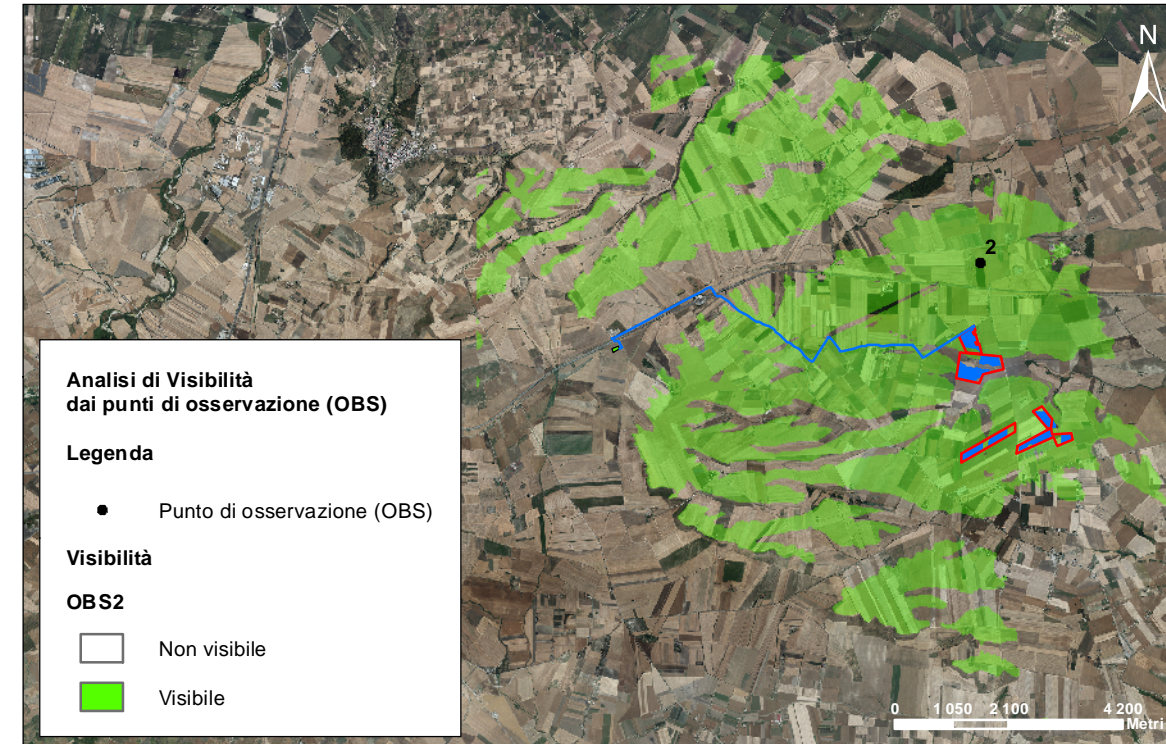 N
2
Analisi di Visibilità
dai punti di osservazione (OBS)
Legenda
Punto di osservazione (OBS)
Visibilità
OBS2
Non visibile
Visibile
0 1 050 2 100 4 200
Metri